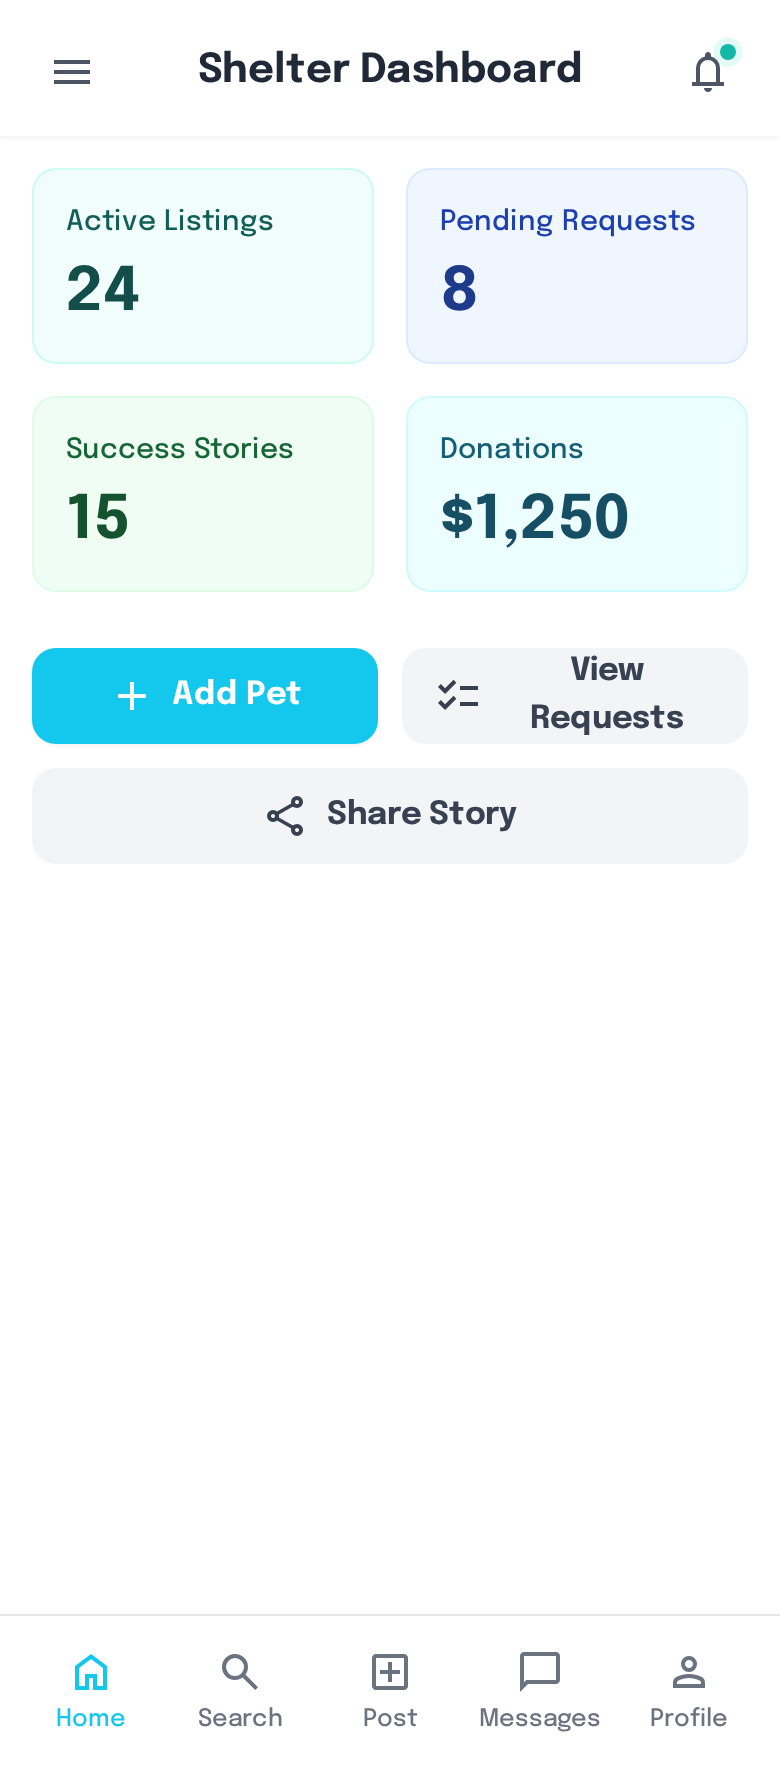 Shelter Dashboard
Active Listings
24
Pending Requests
8
Success Stories
15
Donations
$1,250
Add Pet
View
Requests
Share Story
Home
Search
Post
Messages
Profile